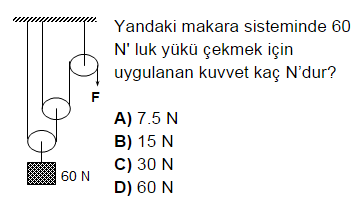 Yandaki makara sisteminde 60
N' luk yükü çekmek için
uygulanan kuvvet kaç N’dur?
F
A) 7.5 N
B) 15 N
C) 30 N
D) 60 N
60 N